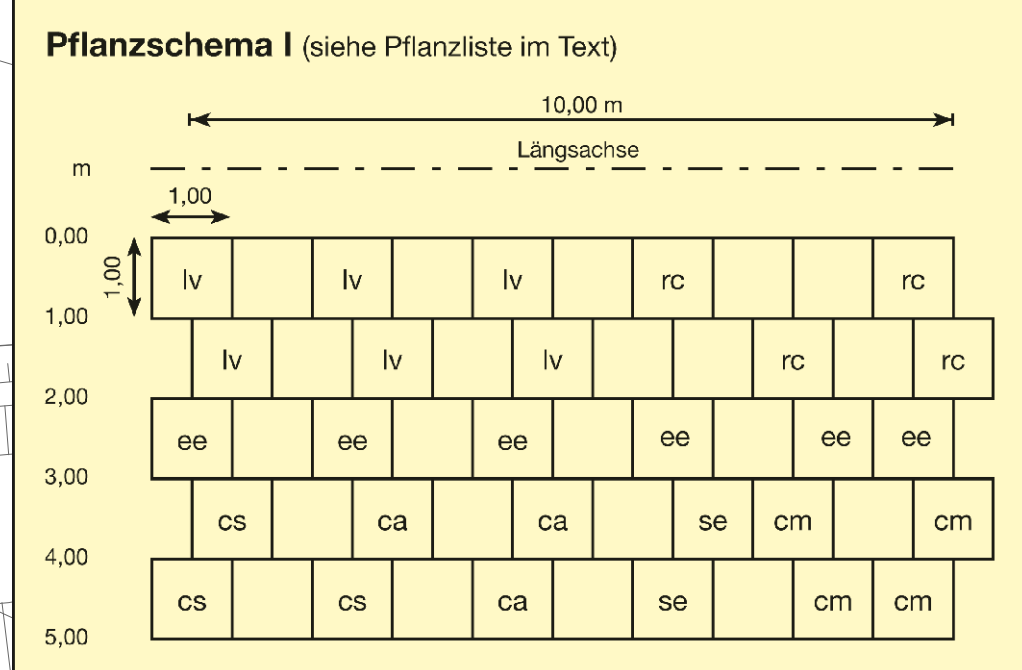 Pflanzschema I (siehe Pflanzliste im Text)
10,00 m
Längsachse
m
1,00
0,00
1,00
lv lv lv rc rc
1,00
lv lv lv rc rc
2,00
ee ee ee ee ee ee
3,00
cs ca ca se cm cm
4,00
cs cs ca se cm cm
5,00